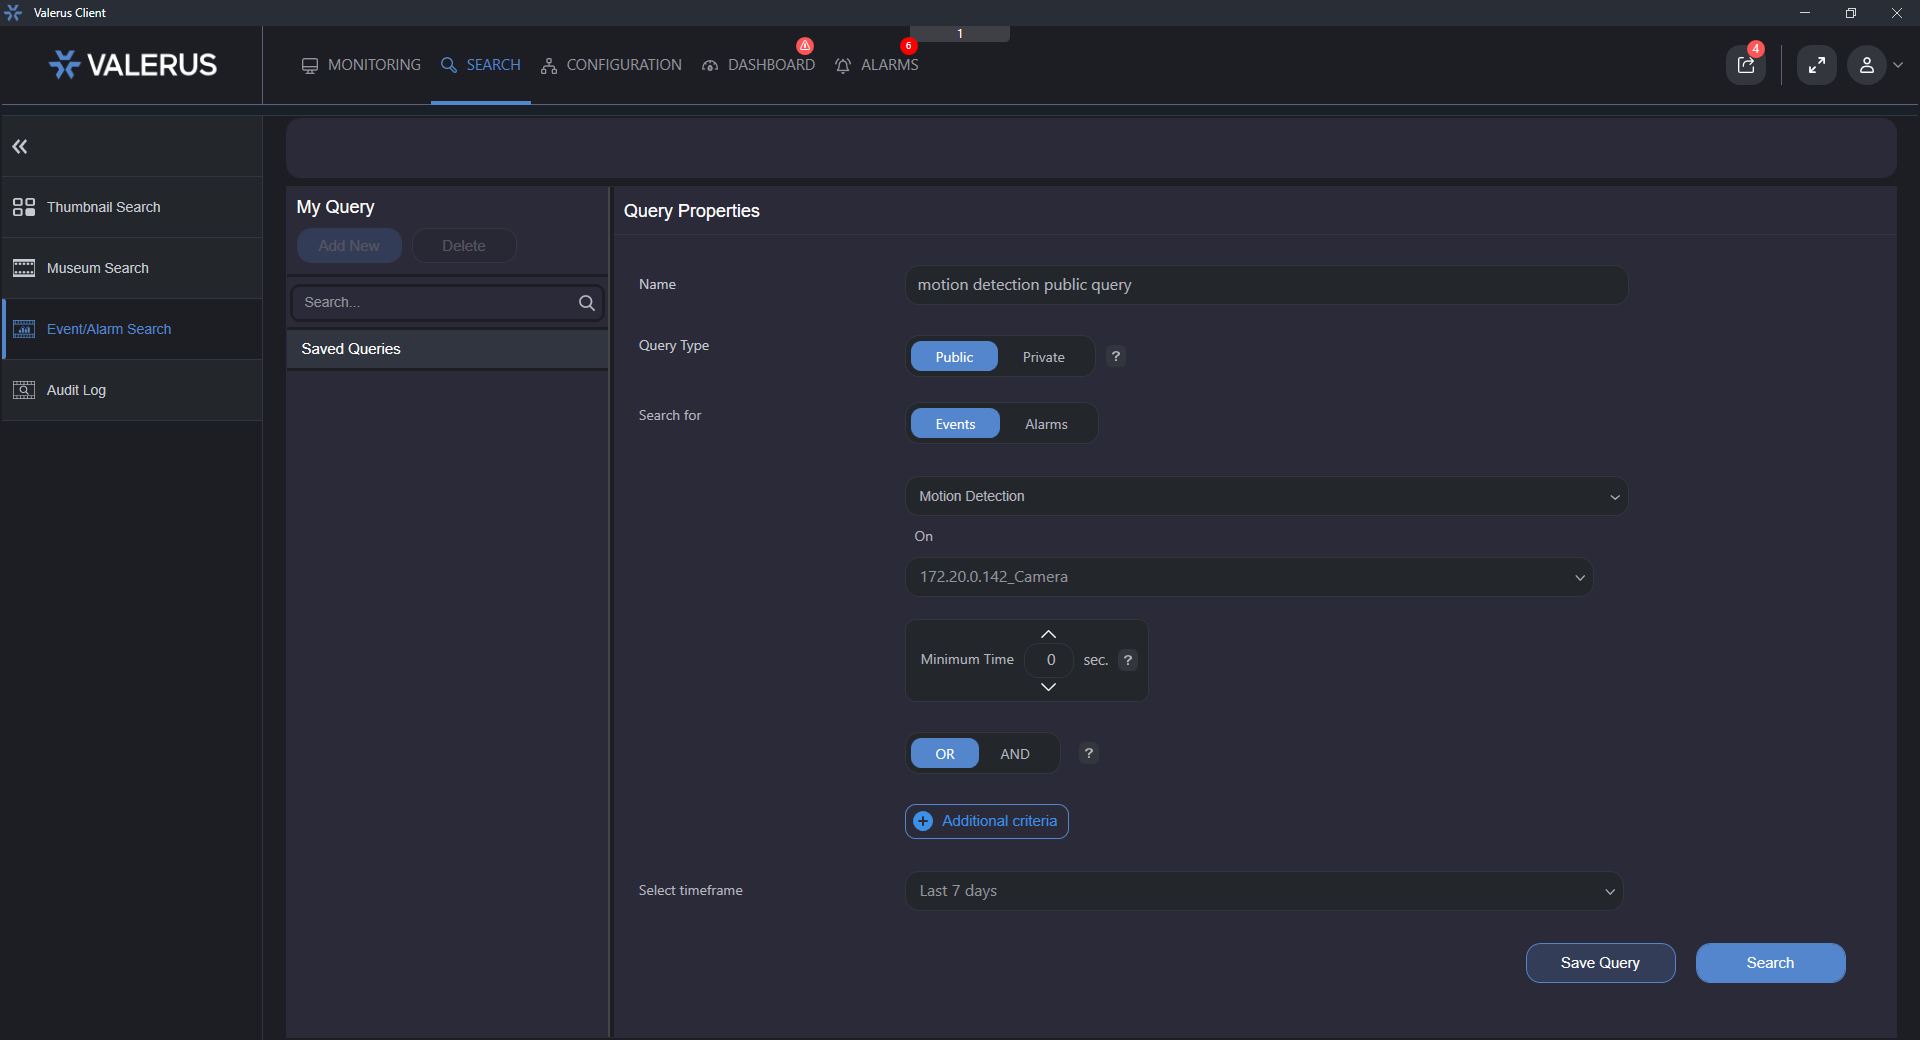 Valerus Client
1
VALERUS
MONITORING
SEARCH
CONFIGURATION
DASHBOARD
6
ALARMS
4
Thumbnail Search
Museum Search
Event/Alarm Search
Audit Log
My Query
Add New
Delete
Search...
Saved Queries
Query Properties
Name
motion detection public query
Query Type
Public
Private
?
Search for
Events
Alarms
Motion Detection
On
172.20.0.142_Camera
Minimum Time
0
sec.
?
OR
AND
?
Additional criteria
Select timeframe
Last 7 days
Save Query
Search